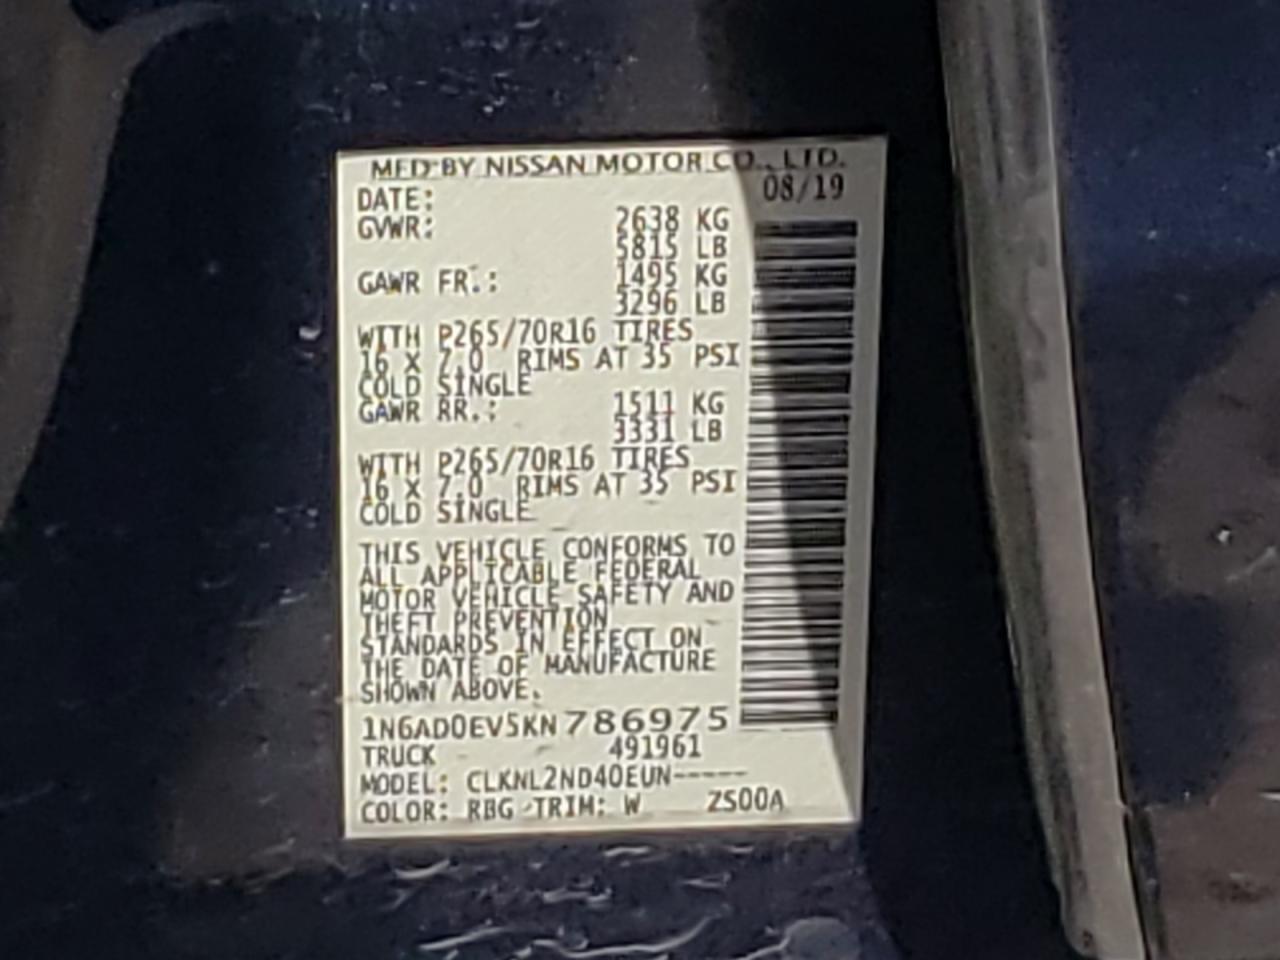 MFD BY NISSAN MOTOR CO., LTD.
DATE: 08/19
GVWR: 2638 KG
5815 LB
GAWR FR.: 1495 KG
3296 LB
WITH P265/70R16 TIRES
16 X 7.0 RIMS AT 35 PSI
COLD SINGLE
GAWR RR.: 1511 KG
3331 LB
WITH P265/70R16 TIRES
16 X 7.0 RIMS AT 35 PSI
COLD SINGLE
THIS VEHICLE CONFORMS TO
ALL APPLICABLE FEDERAL
MOTOR VEHICLE SAFETY AND
THEFT PREVENTION
STANDARDS IN EFFECT ON
THE DATE OF MANUFACTURE
SHOWN ABOVE.
1N6AD0EV5KN786975
TRUCK 491961
MODEL: CLKNL2ND40EUN-----
COLOR: RBG TRIM: W ZS00A